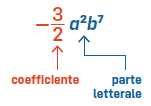 −3/2 a²b⁷
coefficiente
parte
letterale